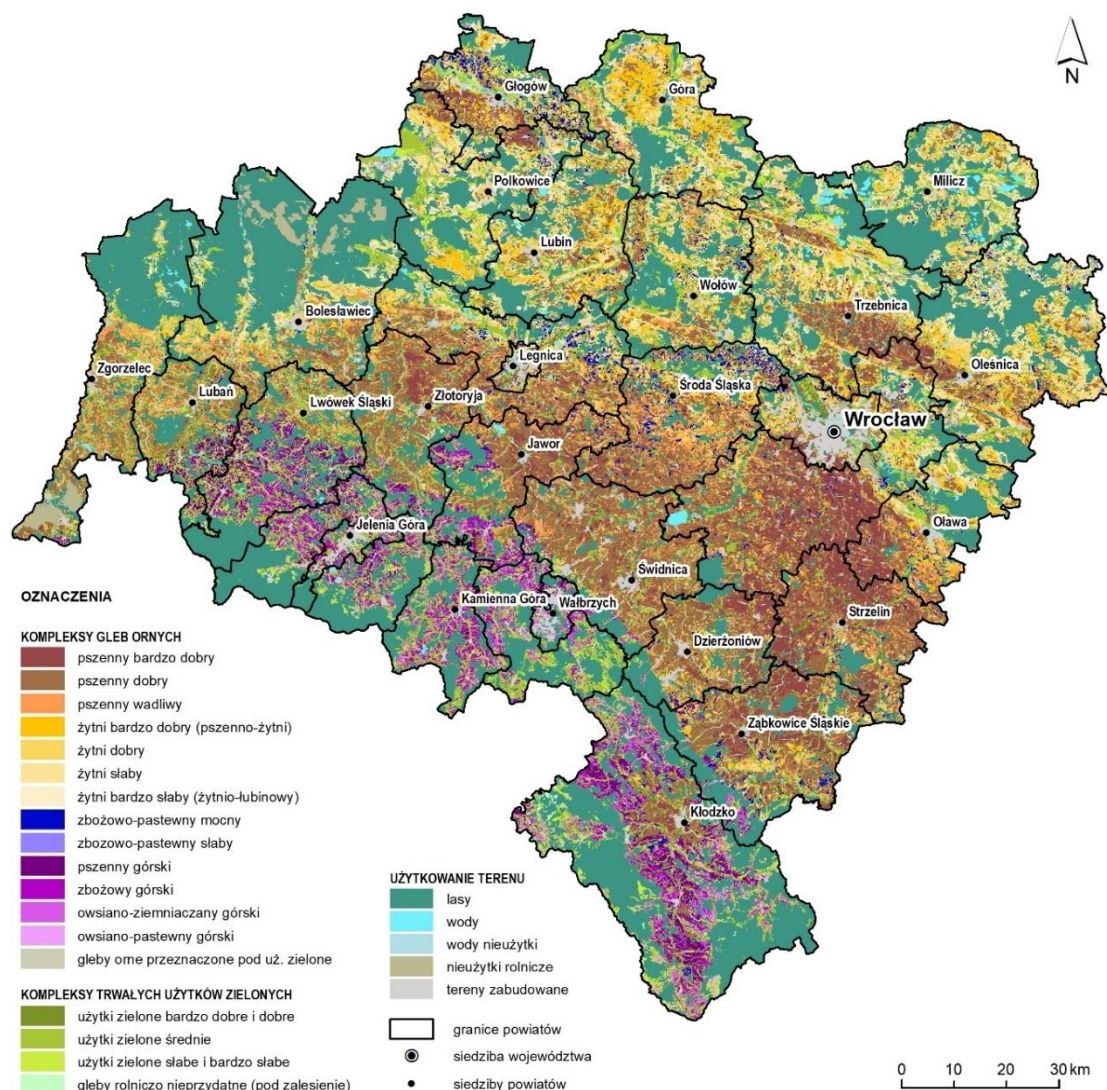 N
Głogów
Góra
Milicz
Polkowice
Lubin
Wołów
Trzebnica
Bolesławiec
Legnica
Oleśnica
Zgorzelec
Lubań
Lwówek Śląski
Złotoryja
Środa Śląska
Wrocław
Jawor
Jelenia Góra
Oława
Świdnica
Kamienna Góra
Wałbrzych
Strzelin
Dzierżoniów
Ząbkowice Śląskie
Kłodzko
OZNACZENIA
KOMPLEKSY GLEB ORNYCH
pszenny bardzo dobry
pszenny dobry
pszenny wadliwy
żytni bardzo dobry (pszenno-żytni)
żytni dobry
żytni słaby
żytni bardzo słaby (żytnio-łubinowy)
zbożowo-pastewny mocny
zbozowo-pastewny słaby
pszenny górski
zbożowy górski
owsiano-ziemniaczany górski
owsiano-pastewny górski
gleby orne przeznaczone pod uż. zielone
KOMPLEKSY TRWAŁYCH UŻYTKÓW ZIELONYCH
użytki zielone bardzo dobre i dobre
użytki zielone średnie
użytki zielone słabe i bardzo słabe
gleby rolniczo nieprzydatne (pod zalesienie)
UŻYTKOWANIE TERENU
lasy
wody
wody nieużytki
nieużytki rolnicze
tereny zabudowane
granice powiatów
siedziba województwa
siedziby powiatów
0 10 20 30 km